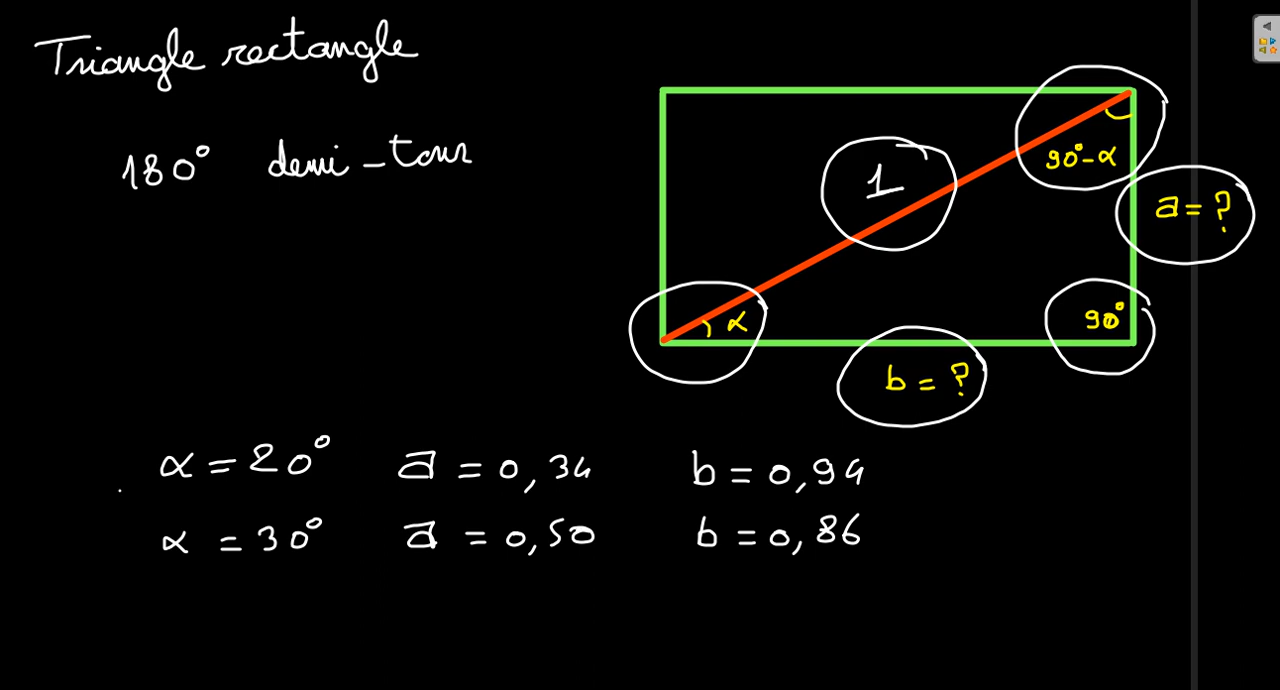 Triangle rectangle
180° demi-tour
1
90°-α
a = ?
α
90°
b = ?
α = 20° a = 0,34 b = 0,94
α = 30° a = 0,50 b = 0,86